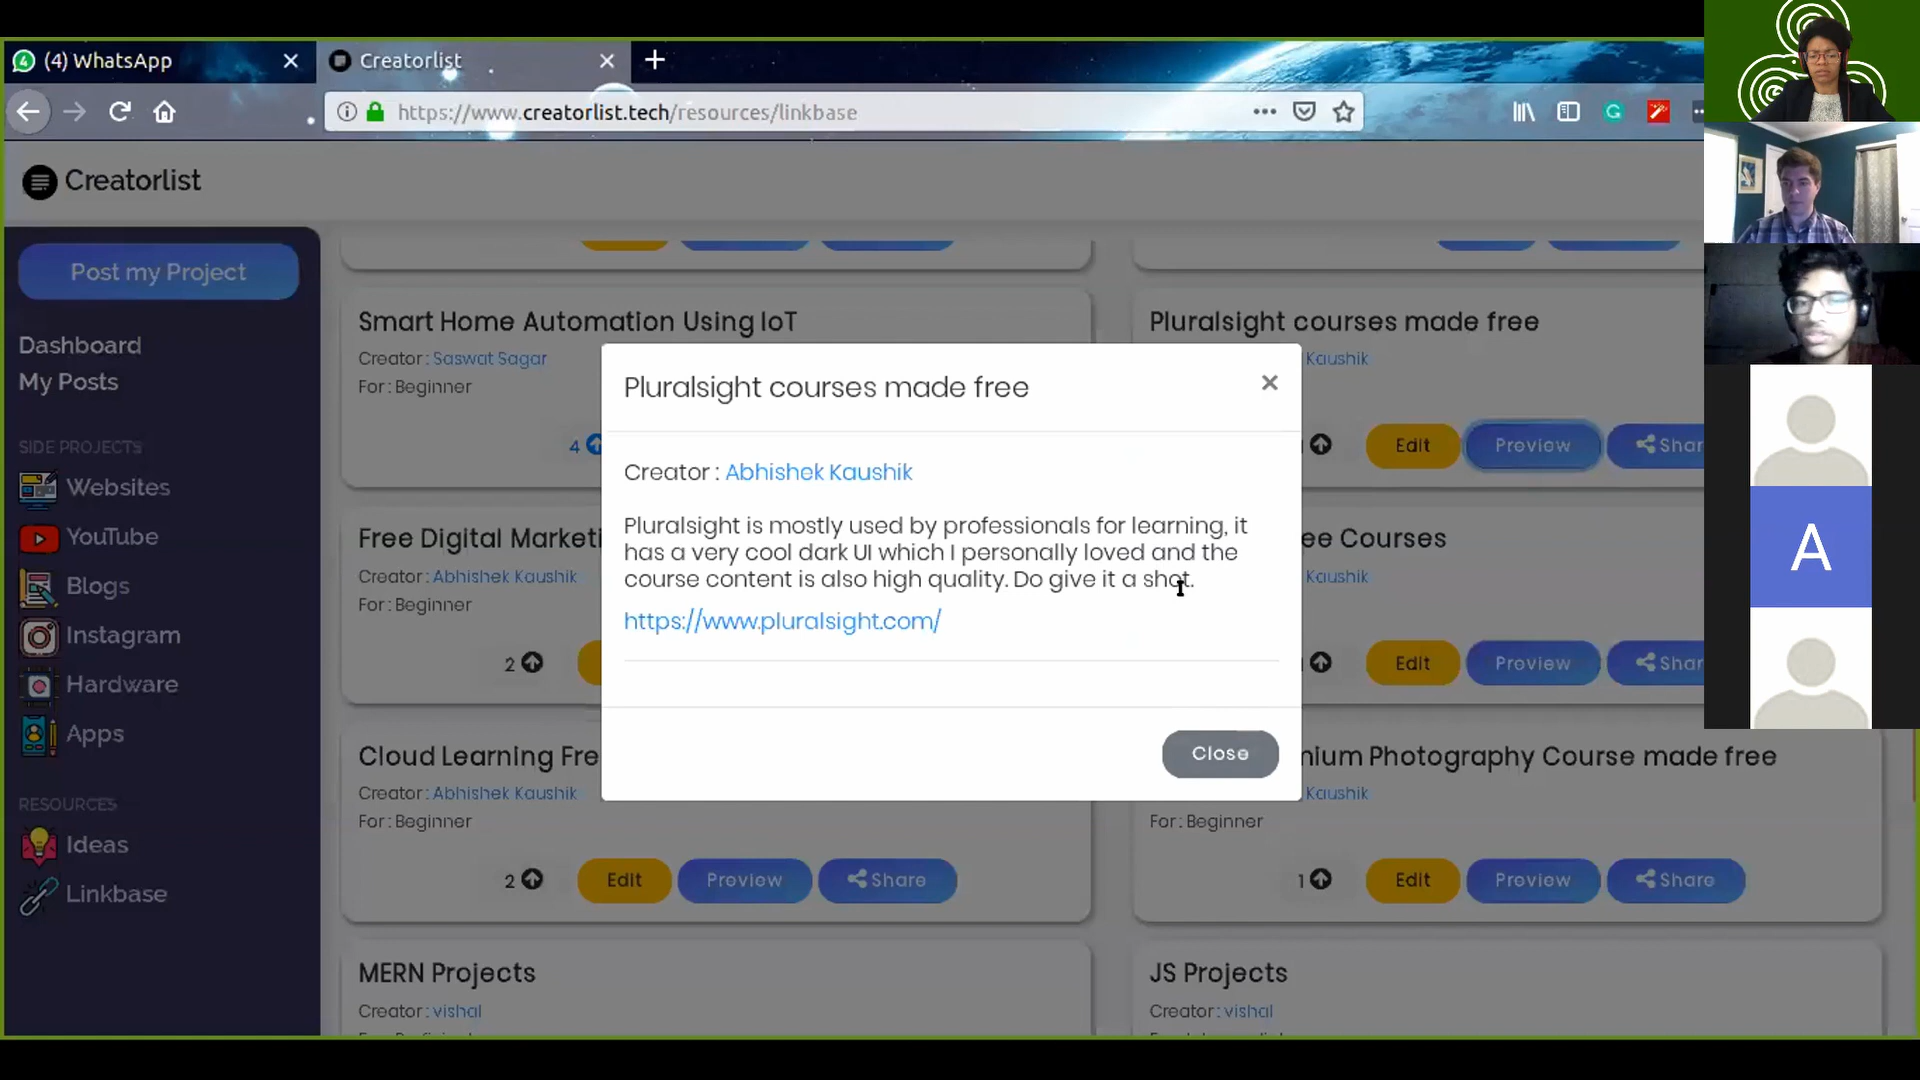 (4) WhatsApp
Creatorlist
https://www.creatorlist.tech/resources/linkbase
Creatorlist
Post my Project
Dashboard
My Posts
SIDE PROJECTS
Websites
YouTube
Blogs
Instagram
Hardware
Apps
RESOURCES
Ideas
Linkbase
Smart Home Automation Using IoT
Creator : Saswat Sagar
For : Beginner
4
Pluralsight courses made free
Kaushik
Edit
Preview
Shar
Pluralsight courses made free
Creator : Abhishek Kaushik
Pluralsight is mostly used by professionals for learning, it
has a very cool dark UI which I personally loved and the
course content is also high quality. Do give it a shot.
https://www.pluralsight.com/
Close
Free Digital Marketi
Creator : Abhishek Kaushik
For : Beginner
2
ee Courses
Kaushik
Edit
Preview
Shar
Cloud Learning Fre
Creator : Abhishek Kaushik
For : Beginner
2
Edit
Preview
Share
nium Photography Course made free
Kaushik
For : Beginner
1
Edit
Preview
Share
MERN Projects
Creator : vishal
JS Projects
Creator : vishal
A